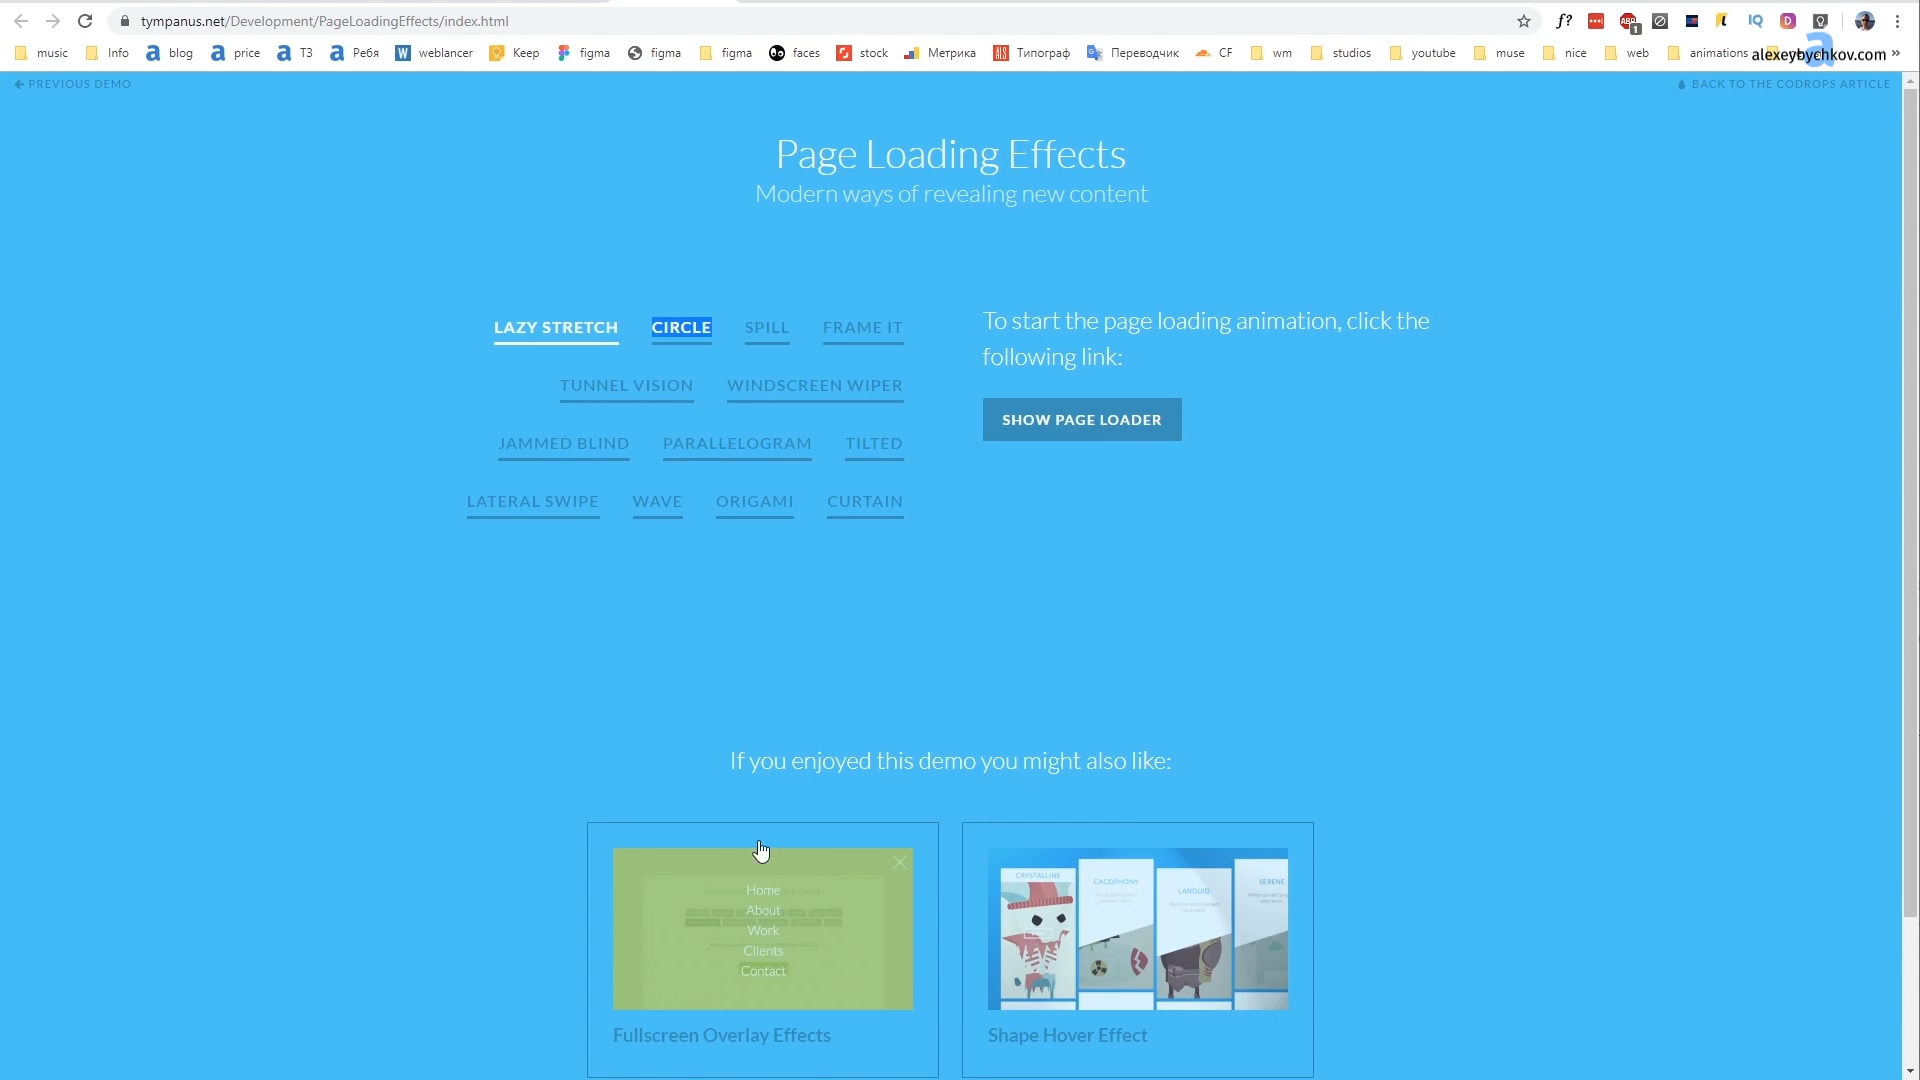 tympanus.net/Development/PageLoadingEffects/index.html
f? ABP 1 IQ D
music Info blog price ТЗ Ребя weblancer Keep figma figma figma faces stock Метрика Типограф Переводчик CF wm studios youtube muse nice web animations alexeybychkov.com »
PREVIOUS DEMO
BACK TO THE CODROPS ARTICLE
Page Loading Effects
Modern ways of revealing new content
LAZY STRETCH CIRCLE SPILL FRAME IT
TUNNEL VISION WINDSCREEN WIPER
JAMMED BLIND PARALLELOGRAM TILTED
LATERAL SWIPE WAVE ORIGAMI CURTAIN
To start the page loading animation, click the
following link:
SHOW PAGE LOADER
If you enjoyed this demo you might also like:
Home
About
Work
Clients
Contact
Fullscreen Overlay Effects
CRYSTALLINE
CACOPHONY
LANGUID
SERENE
Shape Hover Effect